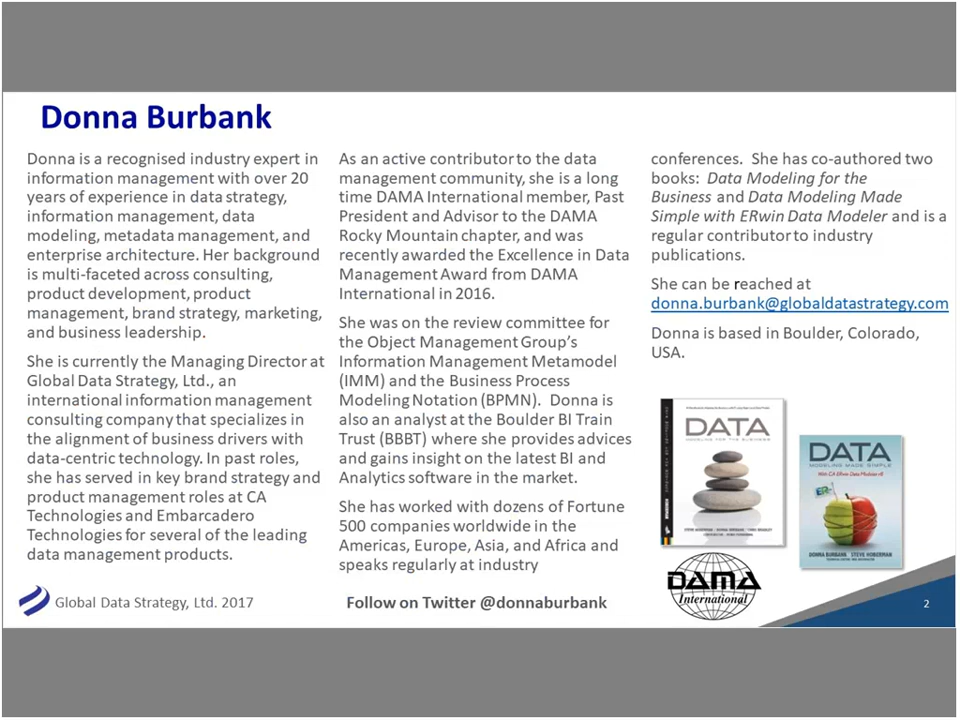 Donna Burbank
Donna is a recognised industry expert in
information management with over 20
years of experience in data strategy,
information management, data
modeling, metadata management, and
enterprise architecture. Her background
is multi-faceted across consulting,
product development, product
management, brand strategy, marketing,
and business leadership.
She is currently the Managing Director at
Global Data Strategy, Ltd., an
international information management
consulting company that specializes in
the alignment of business drivers with
data-centric technology. In past roles,
she has served in key brand strategy and
product management roles at CA
Technologies and Embarcadero
Technologies for several of the leading
data management products.
As an active contributor to the data
management community, she is a long
time DAMA International member, Past
President and Advisor to the DAMA
Rocky Mountain chapter, and was
recently awarded the Excellence in Data
Management Award from DAMA
International in 2016.
She was on the review committee for
the Object Management Group's
Information Management Metamodel
(IMM) and the Business Process
Modeling Notation (BPMN).  Donna is
also an analyst at the Boulder BI Train
Trust (BBBT) where she provides advices
and gains insight on the latest BI and
Analytics software in the market.
She has worked with dozens of Fortune
500 companies worldwide in the
Americas, Europe, Asia, and Africa and
speaks regularly at industry
conferences.  She has co-authored two
books:  Data Modeling for the
Business and Data Modeling Made
Simple with ERwin Data Modeler and is a
regular contributor to industry
publications.
She can be reached at
donna.burbank@globaldatastrategy.com
Donna is based in Boulder, Colorado,
USA.
DATA
MODELING FOR THE BUSINESS
DATA
MODELING MADE SIMPLE
With CA ERwin Data Modeler r8
DONNA BURBANK STEVE HOBERMAN
DAMA
International
Global Data Strategy, Ltd. 2017
Follow on Twitter @donnaburbank
2